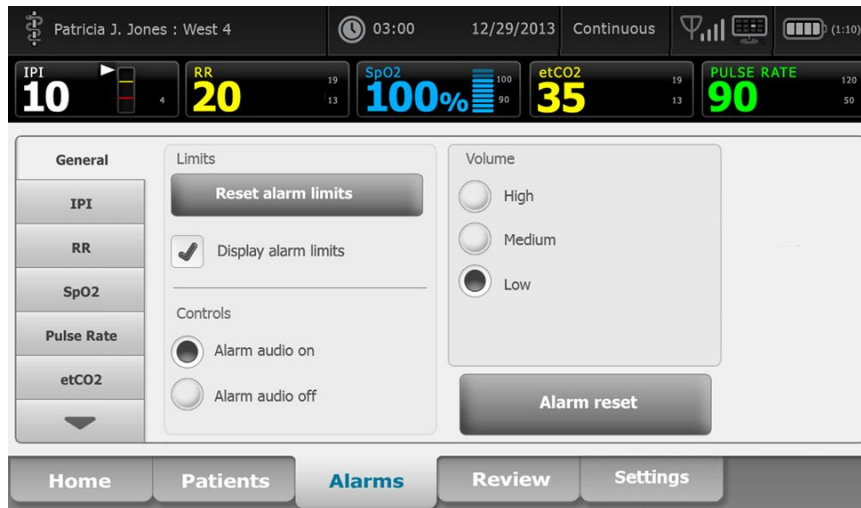 Patricia J. Jones : West 4 03:00 12/29/2013 Continuous (1:10)
IPI
10
4
RR
20
19
13
SpO2
100%
100
90
etCO2
35
19
13
PULSE RATE
90
120
50
General
IPI
RR
SpO2
Pulse Rate
etCO2
Limits
Reset alarm limits
Display alarm limits
Controls
Alarm audio on
Alarm audio off
Volume
High
Medium
Low
Alarm reset
Home Patients Alarms Review Settings